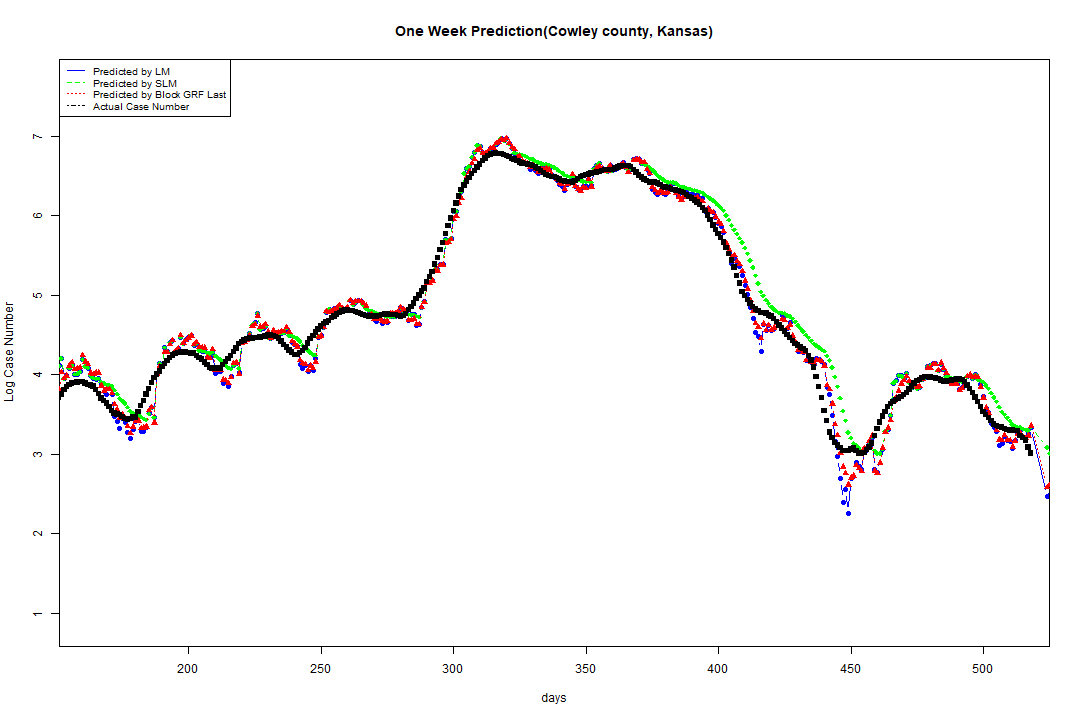 One Week Prediction(Cowley county, Kansas)
Predicted by LM
Predicted by SLM
Predicted by Block GRF Last
Actual Case Number
7
6
5
4
3
2
1
Log Case Number
200 250 300 350 400 450 500
days